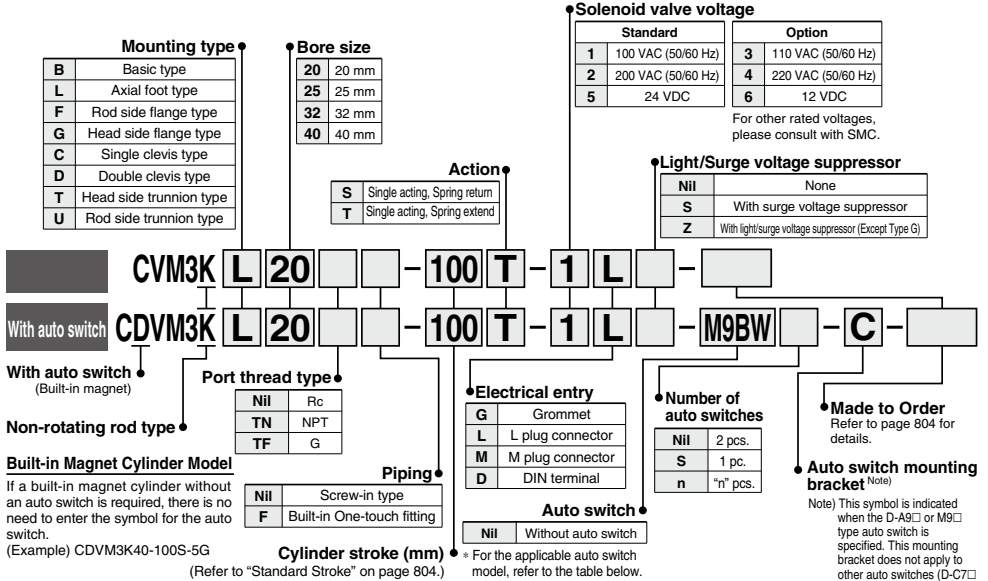 Solenoid valve voltage
Standard
1 100 VAC (50/60 Hz)
2 200 VAC (50/60 Hz)
5 24 VDC
Option
3 110 VAC (50/60 Hz)
4 220 VAC (50/60 Hz)
6 12 VDC
For other rated voltages,
please consult with SMC.
Mounting type
B Basic type
L Axial foot type
F Rod side flange type
G Head side flange type
C Single clevis type
D Double clevis type
T Head side trunnion type
U Rod side trunnion type
Bore size
20 20 mm
25 25 mm
32 32 mm
40 40 mm
Action
S Single acting, Spring return
T Single acting, Spring extend
Light/Surge voltage suppressor
Nil None
S With surge voltage suppressor
Z With light/surge voltage suppressor (Except Type G)
CVM3K L 20 - 100 T - 1 L -
With auto switch CDVM3K L 20 - 100 T - 1 L - M9BW - C -
With auto switch
(Built-in magnet)
Non-rotating rod type
Built-in Magnet Cylinder Model
If a built-in magnet cylinder without
an auto switch is required, there is no
need to enter the symbol for the auto
switch.
(Example) CDVM3K40-100S-5G
Port thread type
Nil Rc
TN NPT
TF G
Piping
Nil Screw-in type
F Built-in One-touch fitting
Cylinder stroke (mm)
(Refer to “Standard Stroke” on page 804.)
Electrical entry
G Grommet
L L plug connector
M M plug connector
D DIN terminal
Auto switch
Nil Without auto switch
* For the applicable auto switch
model, refer to the table below.
Number of
auto switches
Nil 2 pcs.
S 1 pc.
n “n” pcs.
Made to Order
Refer to page 804 for
details.
Auto switch mounting
bracket Note)
Note) This symbol is indicated
when the D-A9□ or M9□
type auto switch is
specified. This mounting
bracket does not apply to
other auto switches (D-C7□